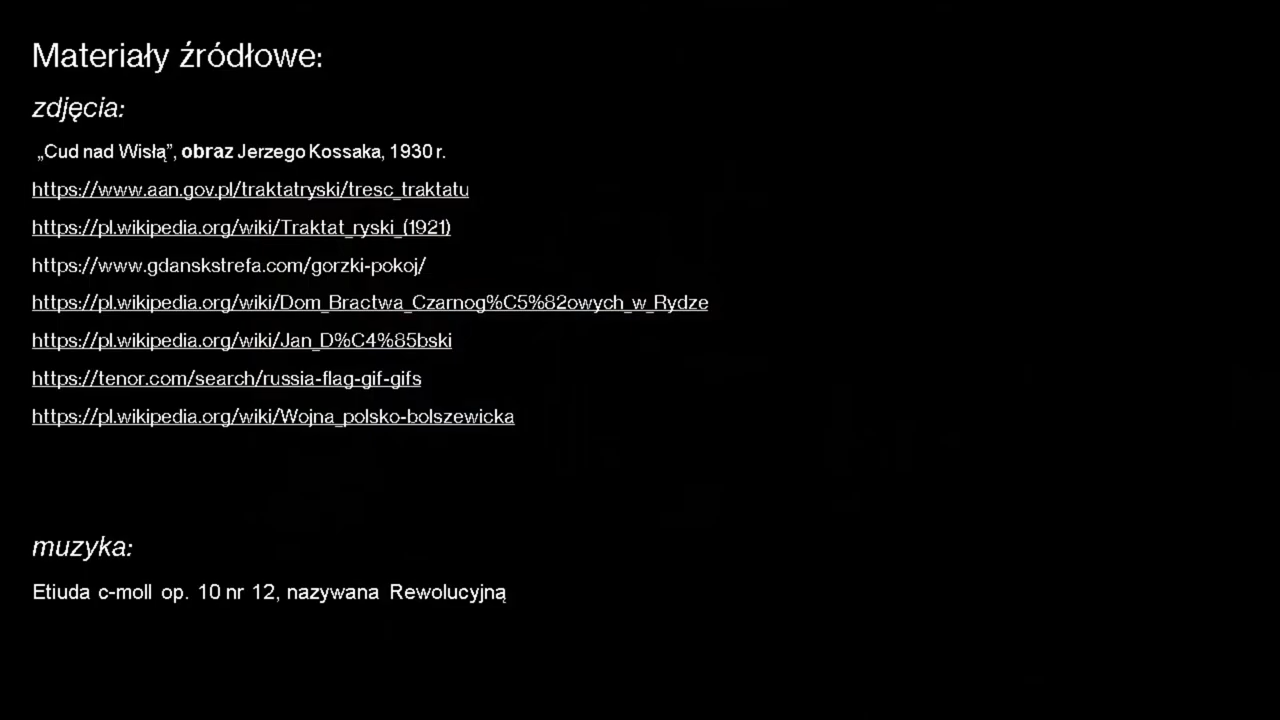 Materiały źródłowe:
zdjęcia:
„Cud nad Wisłą”, obraz Jerzego Kossaka, 1930 r.
https://www.aan.gov.pl/traktatryski/tresc_traktatu
https://pl.wikipedia.org/wiki/Traktat_ryski_(1921)
https://www.gdanskstrefa.com/gorzki-pokoj/
https://pl.wikipedia.org/wiki/Dom_Bractwa_Czarnog%C5%82owych_w_Rydze
https://pl.wikipedia.org/wiki/Jan_D%C4%85bski
https://tenor.com/search/russia-flag-gif-gifs
https://pl.wikipedia.org/wiki/Wojna_polsko-bolszewicka
muzyka:
Etiuda c-moll op. 10 nr 12, nazywana Rewolucyjną